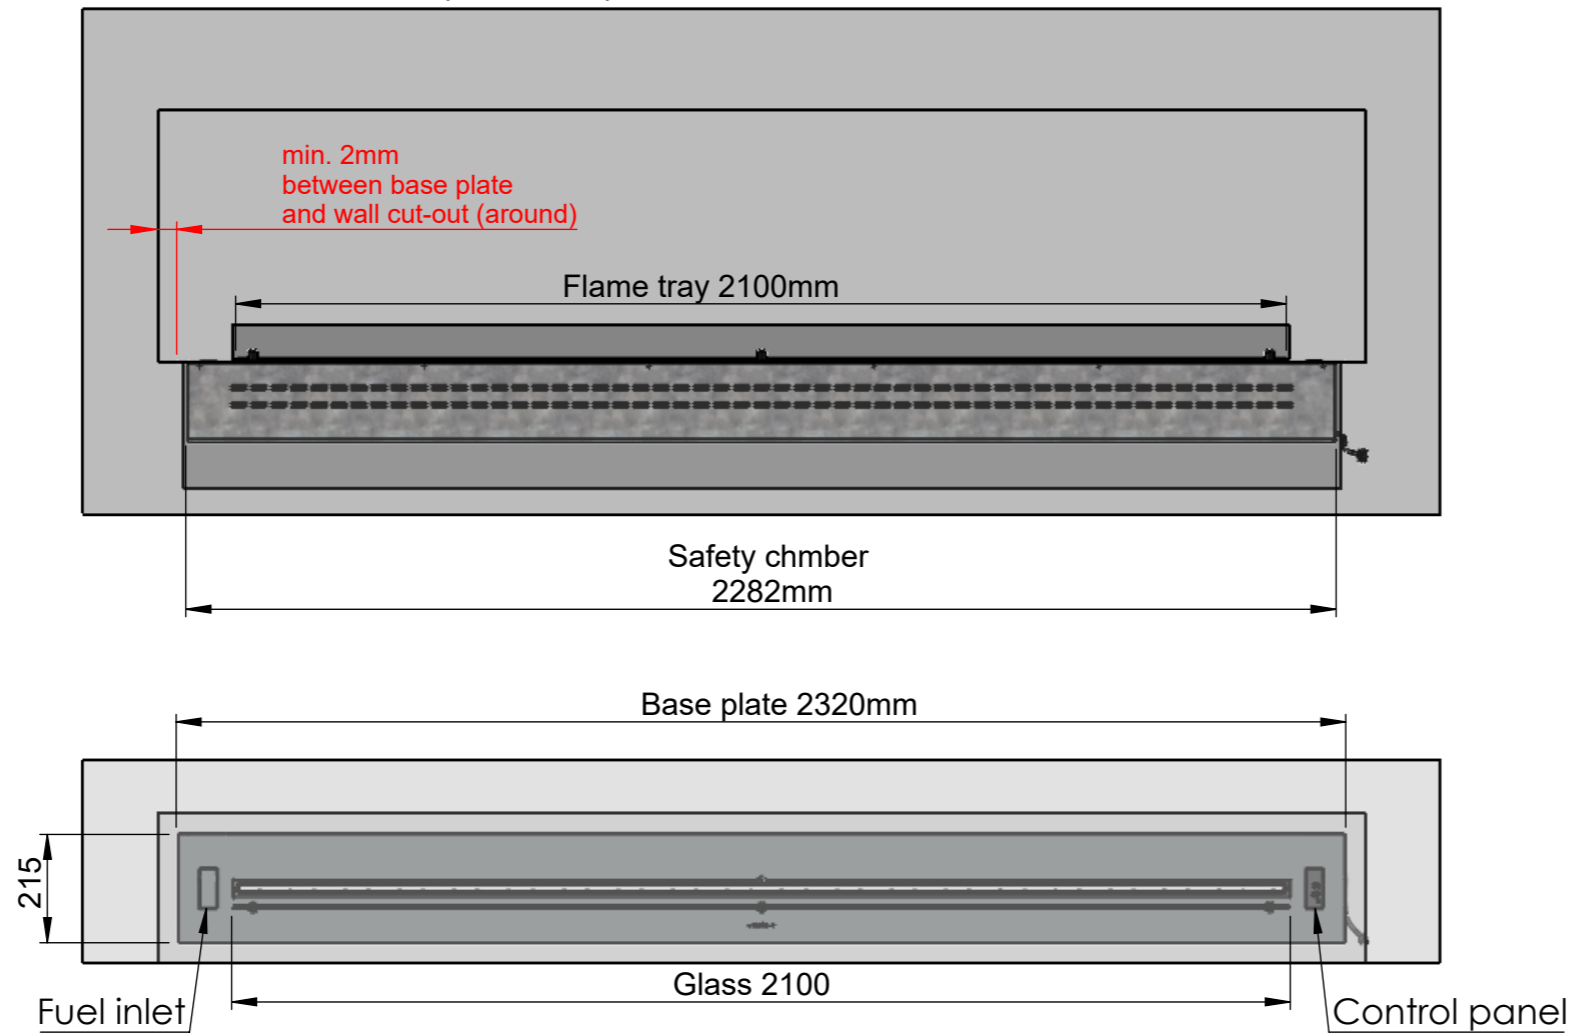 min. 2mm
between base plate
and wall cut-out (around)
Flame tray 2100mm
Safety chmber
2282mm
Base plate 2320mm
215
Glass 2100
Fuel inlet
Control panel